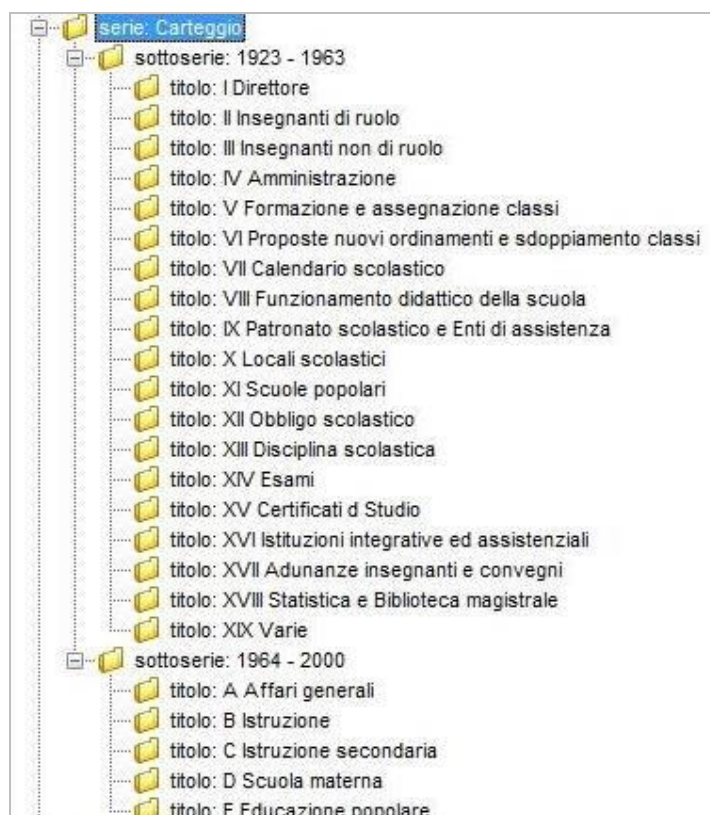 serie: Carteggio
sottoserie: 1923 - 1963
titolo: I Direttore
titolo: II Insegnanti di ruolo
titolo: III Insegnanti non di ruolo
titolo: IV Amministrazione
titolo: V Formazione e assegnazione classi
titolo: VI Proposte nuovi ordinamenti e sdoppiamento classi
titolo: VII Calendario scolastico
titolo: VIII Funzionamento didattico della scuola
titolo: IX Patronato scolastico e Enti di assistenza
titolo: X Locali scolastici
titolo: XI Scuole popolari
titolo: XII Obbligo scolastico
titolo: XIII Disciplina scolastica
titolo: XIV Esami
titolo: XV Certificati d Studio
titolo: XVI Istituzioni integrative ed assistenziali
titolo: XVII Adunanze insegnanti e convegni
titolo: XVIII Statistica e Biblioteca magistrale
titolo: XIX Varie
sottoserie: 1964 - 2000
titolo: A Affari generali
titolo: B Istruzione
titolo: C Istruzione secondaria
titolo: D Scuola materna
titolo: E Educazione popolare